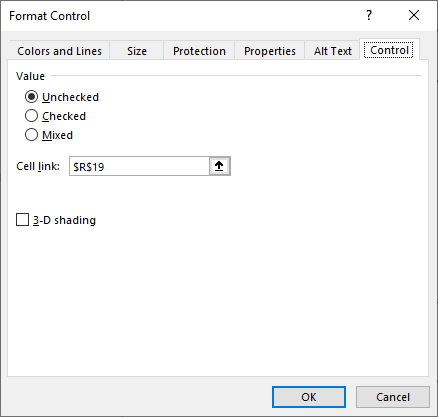 Format Control ?
Colors and Lines Size Protection Properties Alt Text Control
Value
Unchecked
Checked
Mixed
Cell link: $R$19
3-D shading
OK Cancel